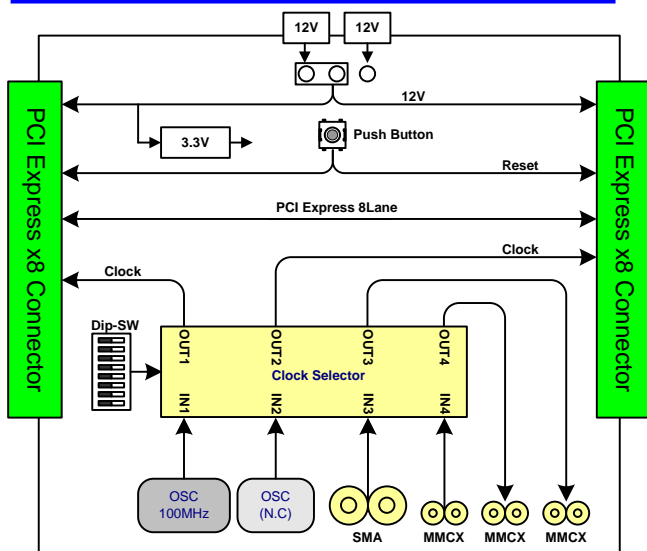 12V
12V
12V
PCI Express x8 Connector
PCI Express x8 Connector
3.3V
Push Button
Reset
PCI Express 8Lane
Clock
Clock
Dip-SW
OUT1
OUT2
OUT3
OUT4
Clock Selector
IN1
IN2
IN3
IN4
OSC
100MHz
OSC
(N.C)
SMA
MMCX
MMCX
MMCX